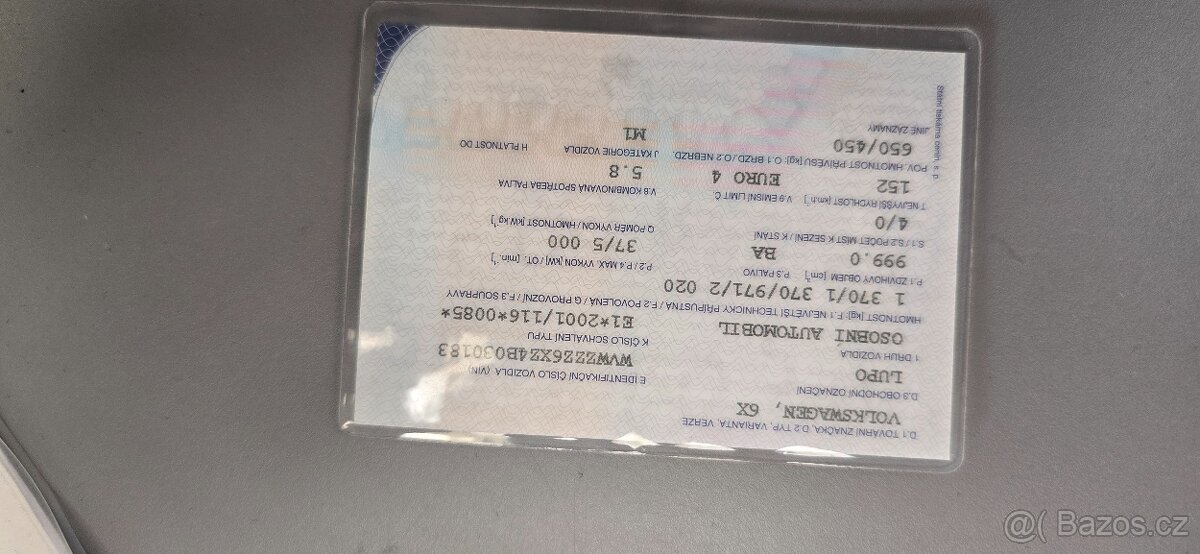 D.1 TOVÁRNÍ ZNAČKA, D.2 TYP, VARIANTA, VERZE
VOLKSWAGEN, 6X
D.3 OBCHODNÍ OZNAČENÍ
E IDENTIFIKAČNÍ ČÍSLO VOZIDLA (VIN)
LUPO
WVWZZZ6XZ4B030183
1 DRUH VOZIDLA
K ČÍSLO SCHVÁLENÍ TYPU
OSOBNÍ AUTOMOBIL
E1*2001/116*0085*
HMOTNOST [kg]: F.1 NEJVĚTŠÍ TECHNICKY PŘÍPUSTNÁ / F.2 POVOLENÁ / G PROVOZNÍ / F.3 SOUPRAVY
1 370/1 370/971/2 020
P.1 ZDVIHOVÝ OBJEM [cm³]
P.3 PALIVO
P.2 / P.4 MAX. VÝKON [kW] / OT. [min⁻¹]
999.0
BA
37/5 000
S.1 / S.2 POČET MÍST K SEZENÍ / K STÁNÍ
Q POMĚR VÝKON / HMOTNOST [kW.kg⁻¹]
4/0
T NEJVYŠŠÍ RYCHLOST [km.h⁻¹]
V.9 EMISNÍ LIMIT Č
V.8 KOMBINOVANÁ SPOTŘEBA PALIVA
152
EURO 4
5.8
POV. HMOTNOST PŘÍVĚSU [kg]: O.1 BRZD. / O.2 NEBRZD.
J KATEGORIE VOZIDLA
H PLATNOST DO
650/450
M1
JINÉ ZÁZNAMY
Státní tiskárna cenin, s. p.
@( Bazos.cz